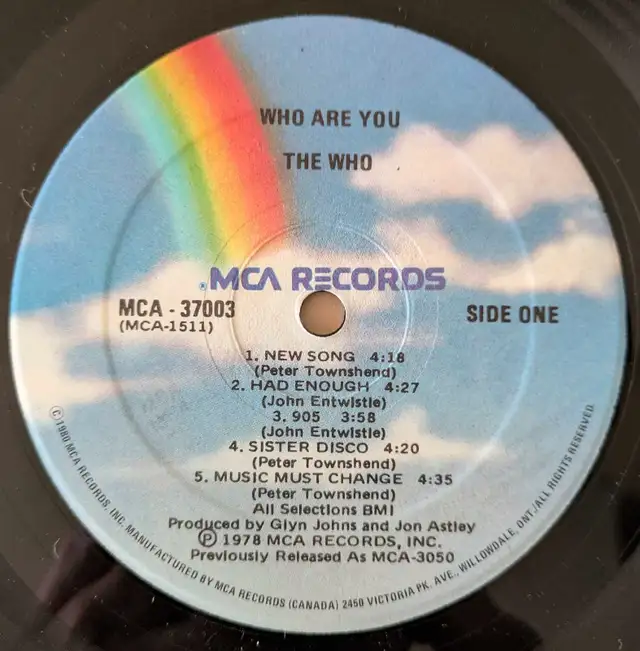 WHO ARE YOU
THE WHO
®MCA RECORDS
MCA - 37003
(MCA-1511)
SIDE ONE
1. NEW SONG 4:18
(Peter Townshend)
2. HAD ENOUGH 4:27
(John Entwistle)
3. 905 3:58
(John Entwistle)
4. SISTER DISCO 4:20
(Peter Townshend)
5. MUSIC MUST CHANGE 4:35
(Peter Townshend)
All Selections BMI
Produced by Glyn Johns and Jon Astley
Ⓟ 1978 MCA RECORDS, INC.
Previously Released As MCA-3050
© 1980 MCA RECORDS, INC. MANUFACTURED BY MCA RECORDS (CANADA) 2450 VICTORIA PK. AVE., WILLOWDALE, ONT./ALL RIGHTS RESERVED.